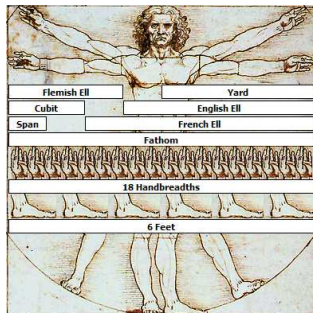 Flemish Ell Yard
Cubit English Ell
Span French Ell
Fathom
18 Handbreadths
6 Feet